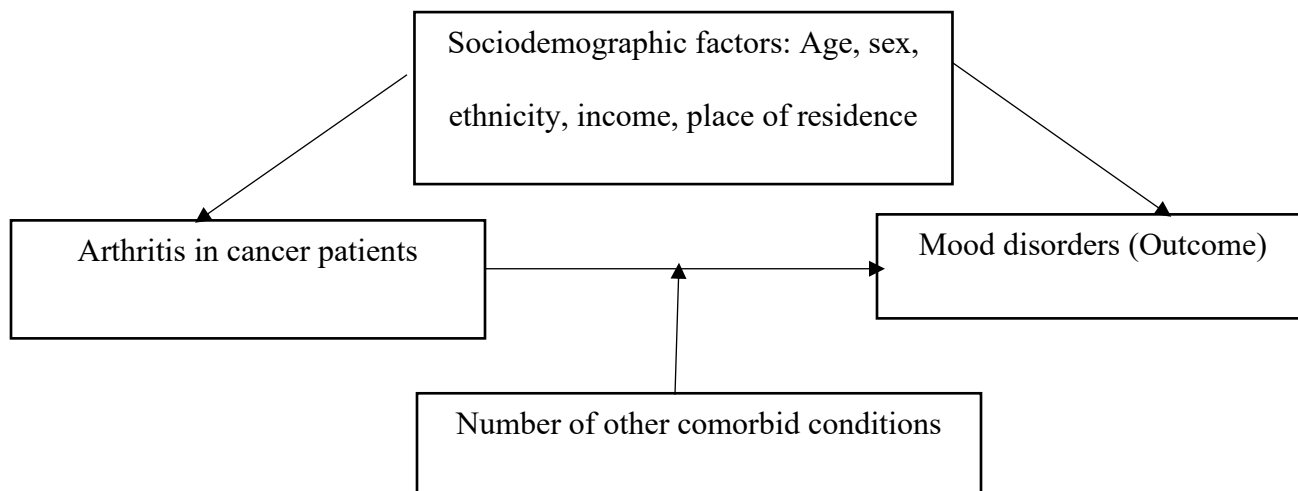 Sociodemographic factors: Age, sex,
ethnicity, income, place of residence
Arthritis in cancer patients
Mood disorders (Outcome)
Number of other comorbid conditions